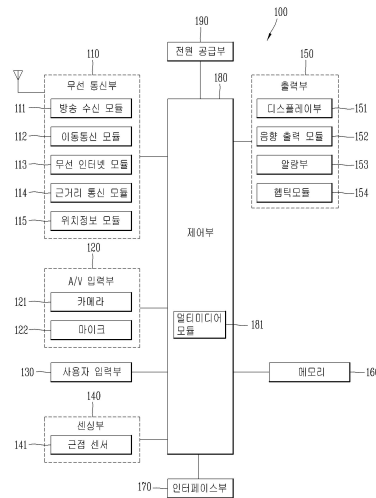 100
190
전원 공급부
110
무선 통신부
111
방송 수신 모듈
112
이동통신 모듈
113
무선 인터넷 모듈
114
근거리 통신 모듈
115
위치정보 모듈
120
A/V 입력부
121
카메라
122
마이크
130
사용자 입력부
140
센싱부
141
근접 센서
180
제어부
멀티미디어
모듈
181
150
출력부
디스플레이부
151
음향 출력 모듈
152
알람부
153
햅틱모듈
154
메모리
160
170
인터페이스부